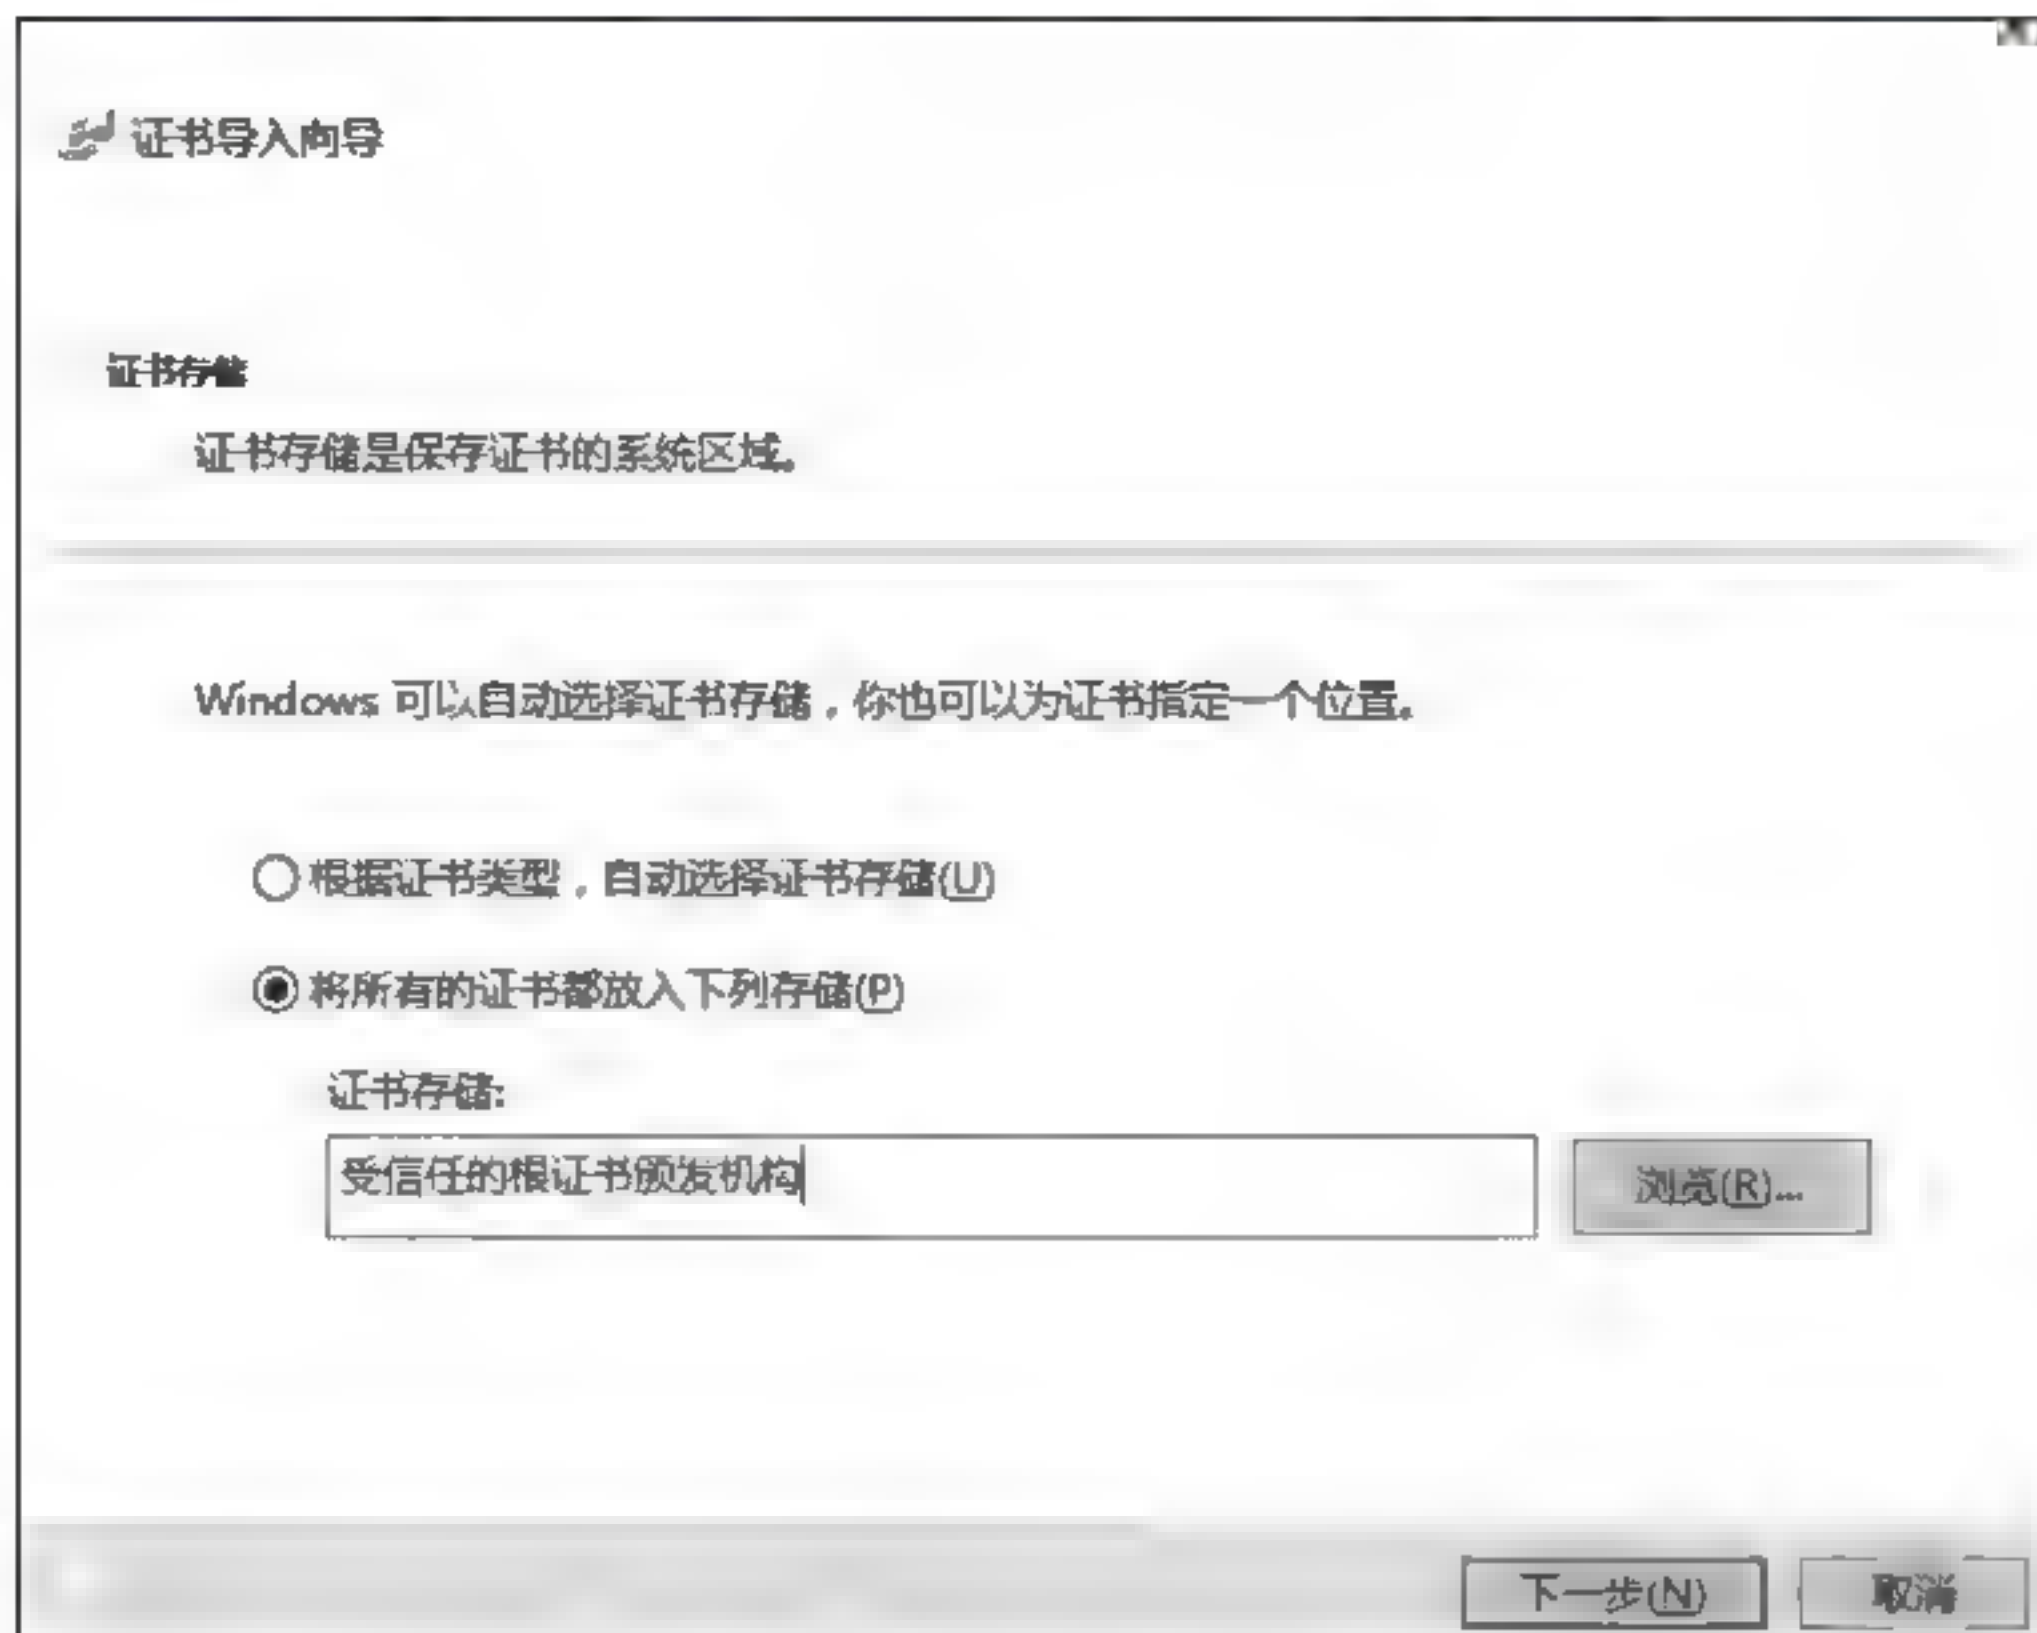 证书导入向导
证书存储
证书存储是保存证书的系统区域。
Windows 可以自动选择证书存储，你也可以为证书指定一个位置。
根据证书类型，自动选择证书存储(U)
将所有的证书都放入下列存储(P)
证书存储:
受信任的根证书颁发机构
浏览(R)...
下一步(N)
取消